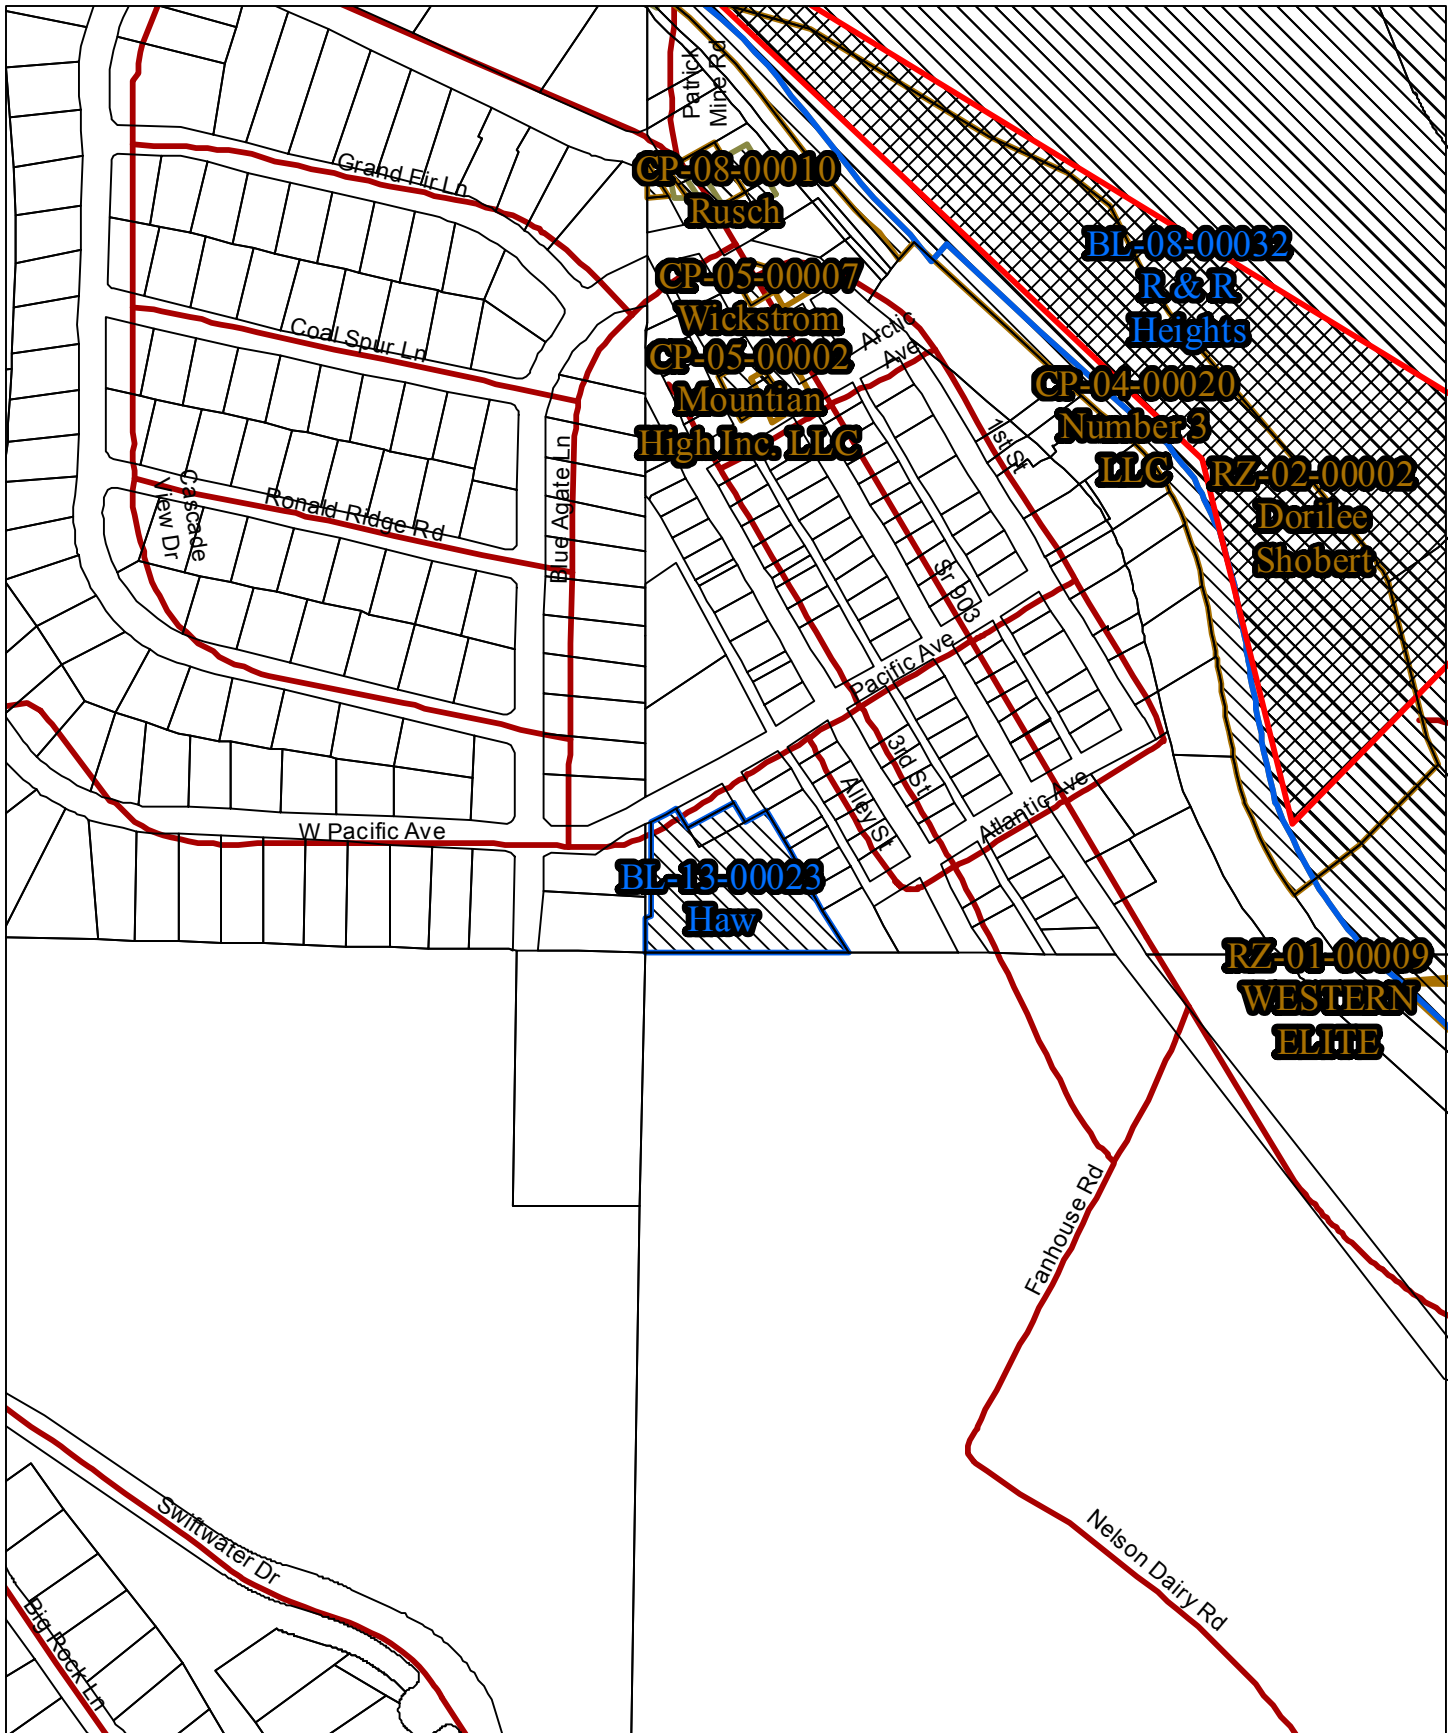 Patrick
Mine Rd
Grand Fir Ln
CP-08-00010
Rusch
BL-08-00032
R & R
Heights
CP-05-00007
Wickstrom
CP-05-00002
Mountian
High Inc. LLC
Arctic
Ave
Coal Spur Ln
CP-04-00020
Number 3
LLC
1st St
RZ-02-00002
Dorilee
Shobert
Cascade
View Dr
Ronald Ridge Rd
Blue Agate Ln
Sr 903
Pacific Ave
3rd St
Alley St
Atlantic Ave
W Pacific Ave
BL-13-00023
Haw
RZ-01-00009
WESTERN
ELITE
Fanhouse Rd
Nelson Dairy Rd
Swiftwater Dr
Big Rock Ln